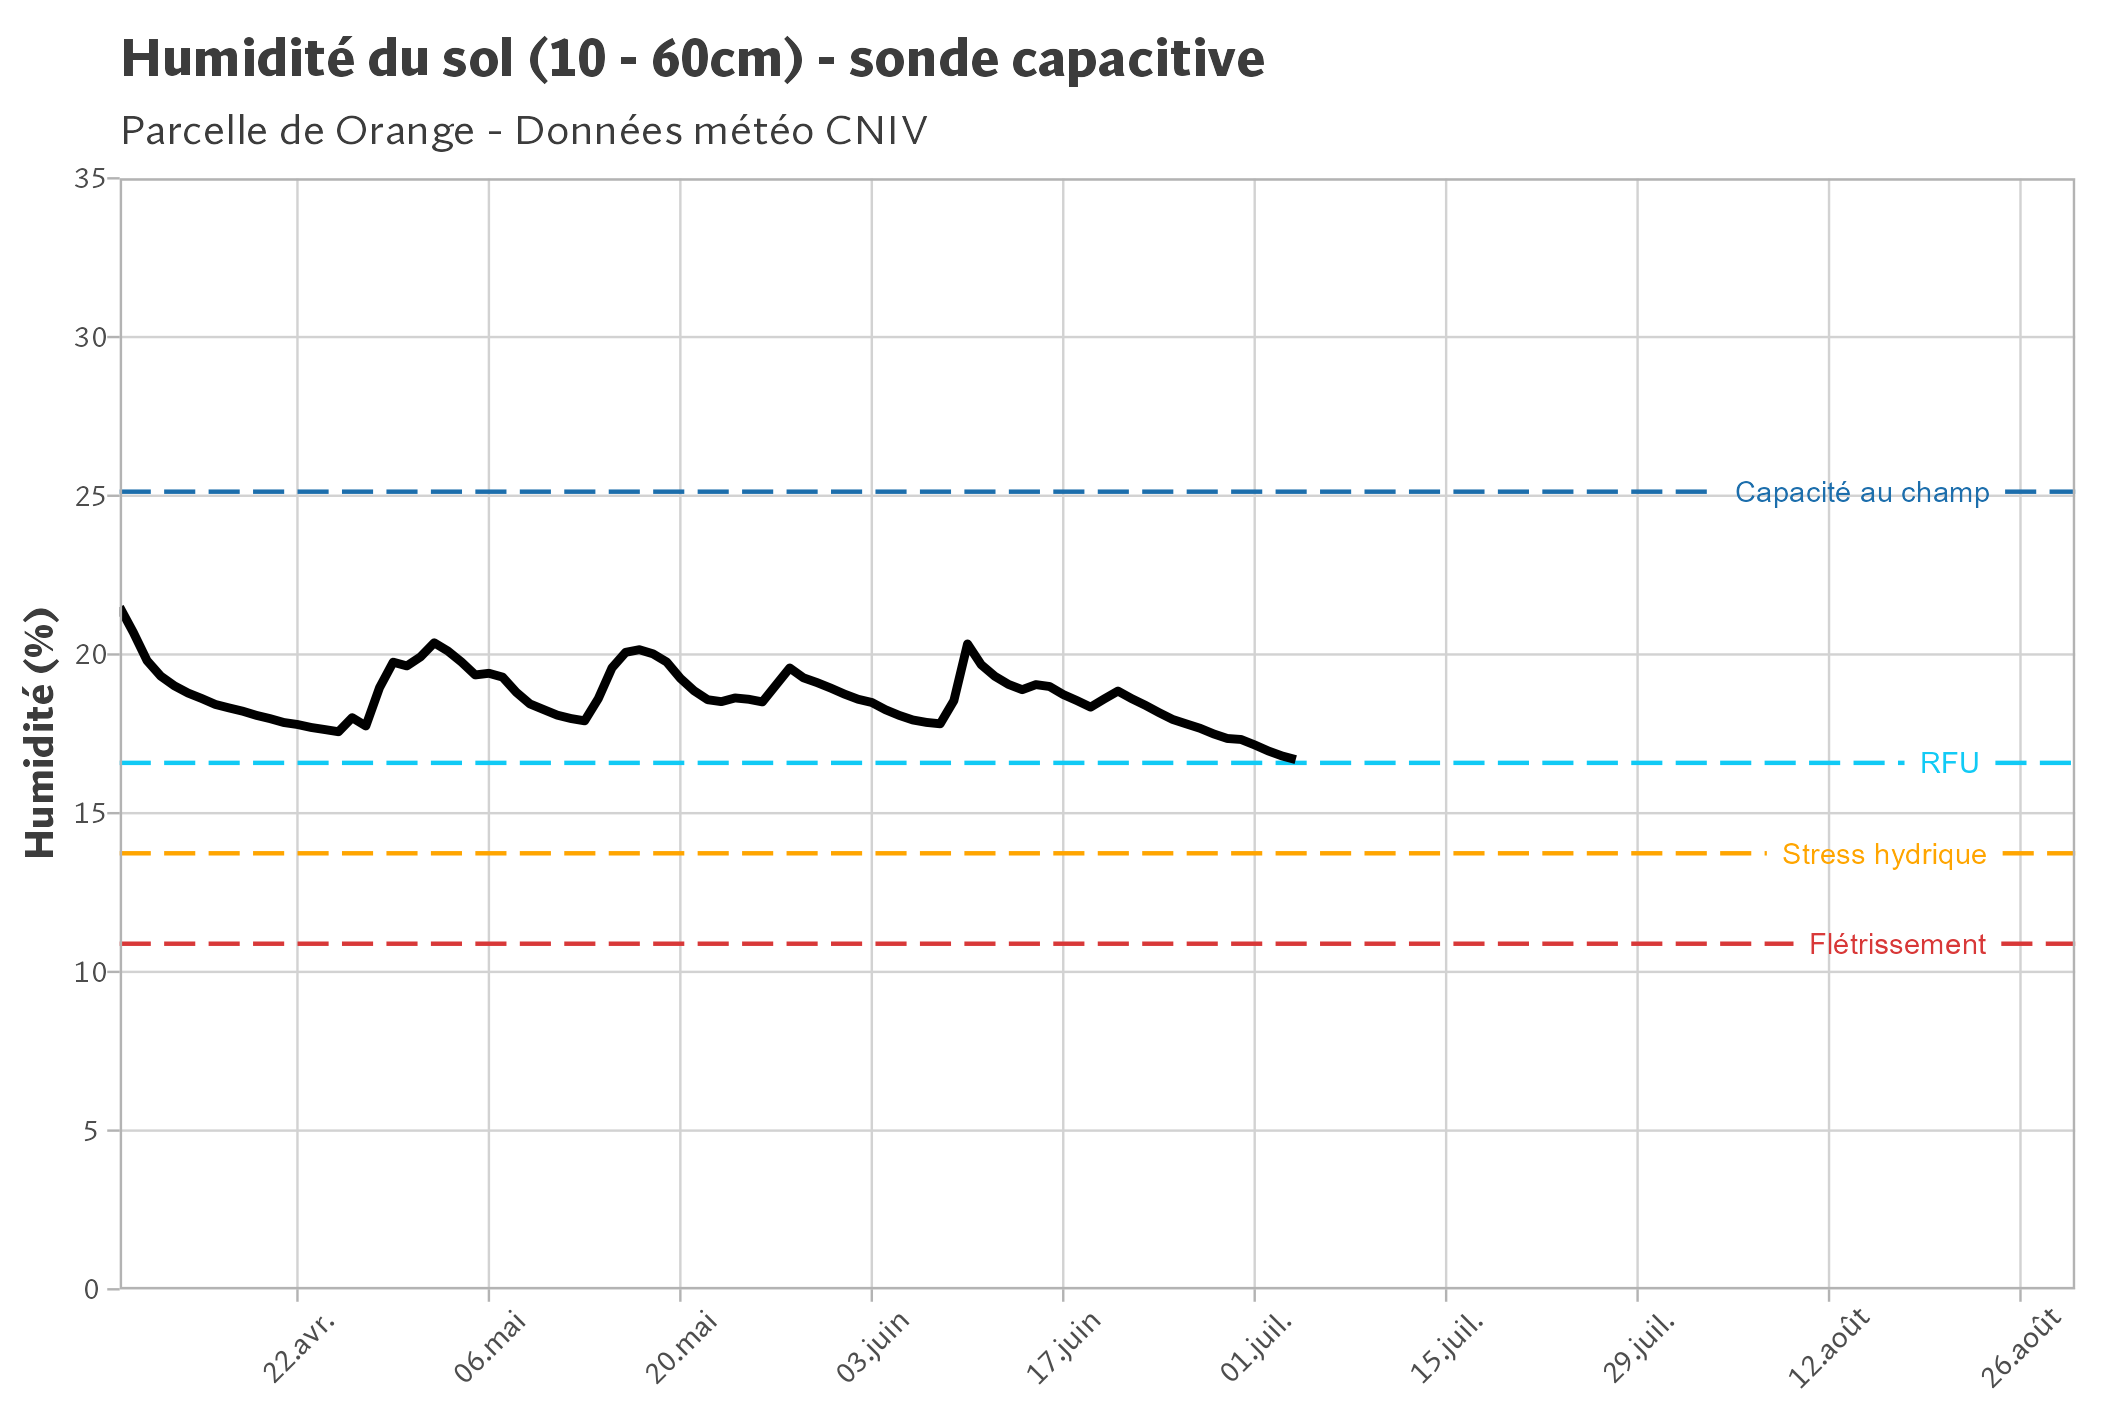 Humidité du sol (10 - 60cm) - sonde capacitive
Parcelle de Orange - Données météo CNIV
Humidité (%)
35
30
25
20
15
10
5
0
Capacité au champ
RFU
Stress hydrique
Flétrissement
22.avr.
06.mai
20.mai
03.juin
17.juin
01.juil.
15.juil.
29.juil.
12.août
26.août